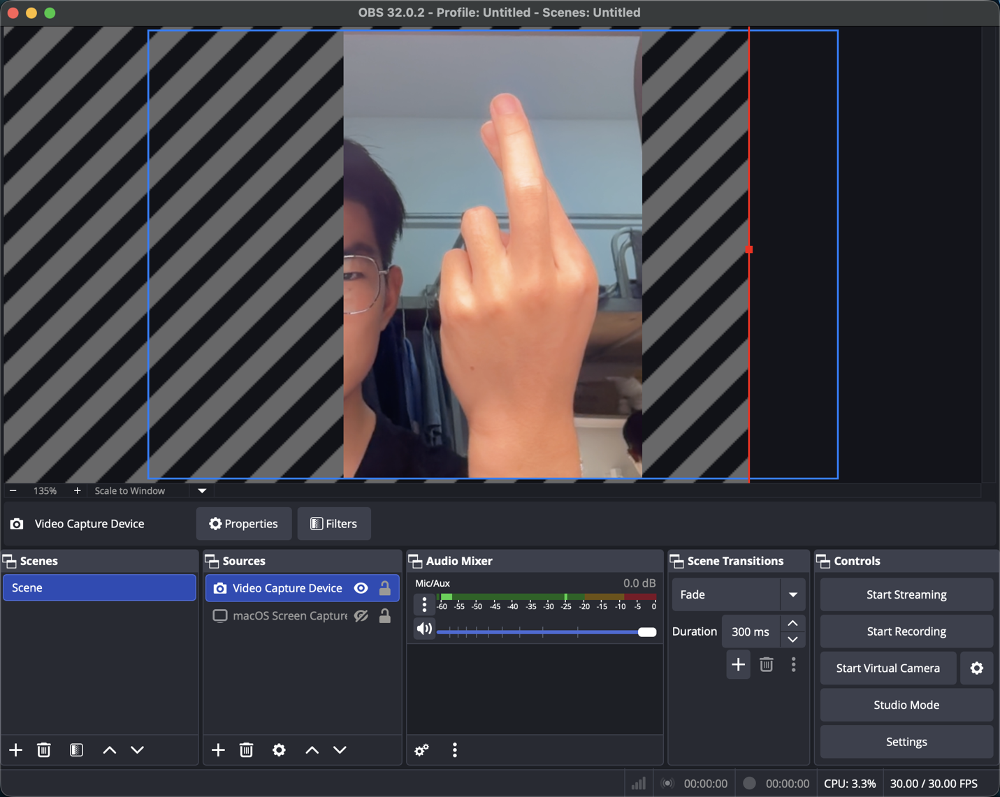 OBS 32.0.2 - Profile: Untitled - Scenes: Untitled
135%
Scale to Window
Video Capture Device
Properties
Filters
Scenes
Scene
Sources
Video Capture Device
macOS Screen Capture
Audio Mixer
Mic/Aux
0.0 dB
-60 -55 -50 -45 -40 -35 -30 -25 -20 -15 -10 -5 0
Scene Transitions
Fade
Duration
300 ms
Controls
Start Streaming
Start Recording
Start Virtual Camera
Studio Mode
Settings
00:00:00
00:00:00
CPU: 3.3%
30.00 / 30.00 FPS